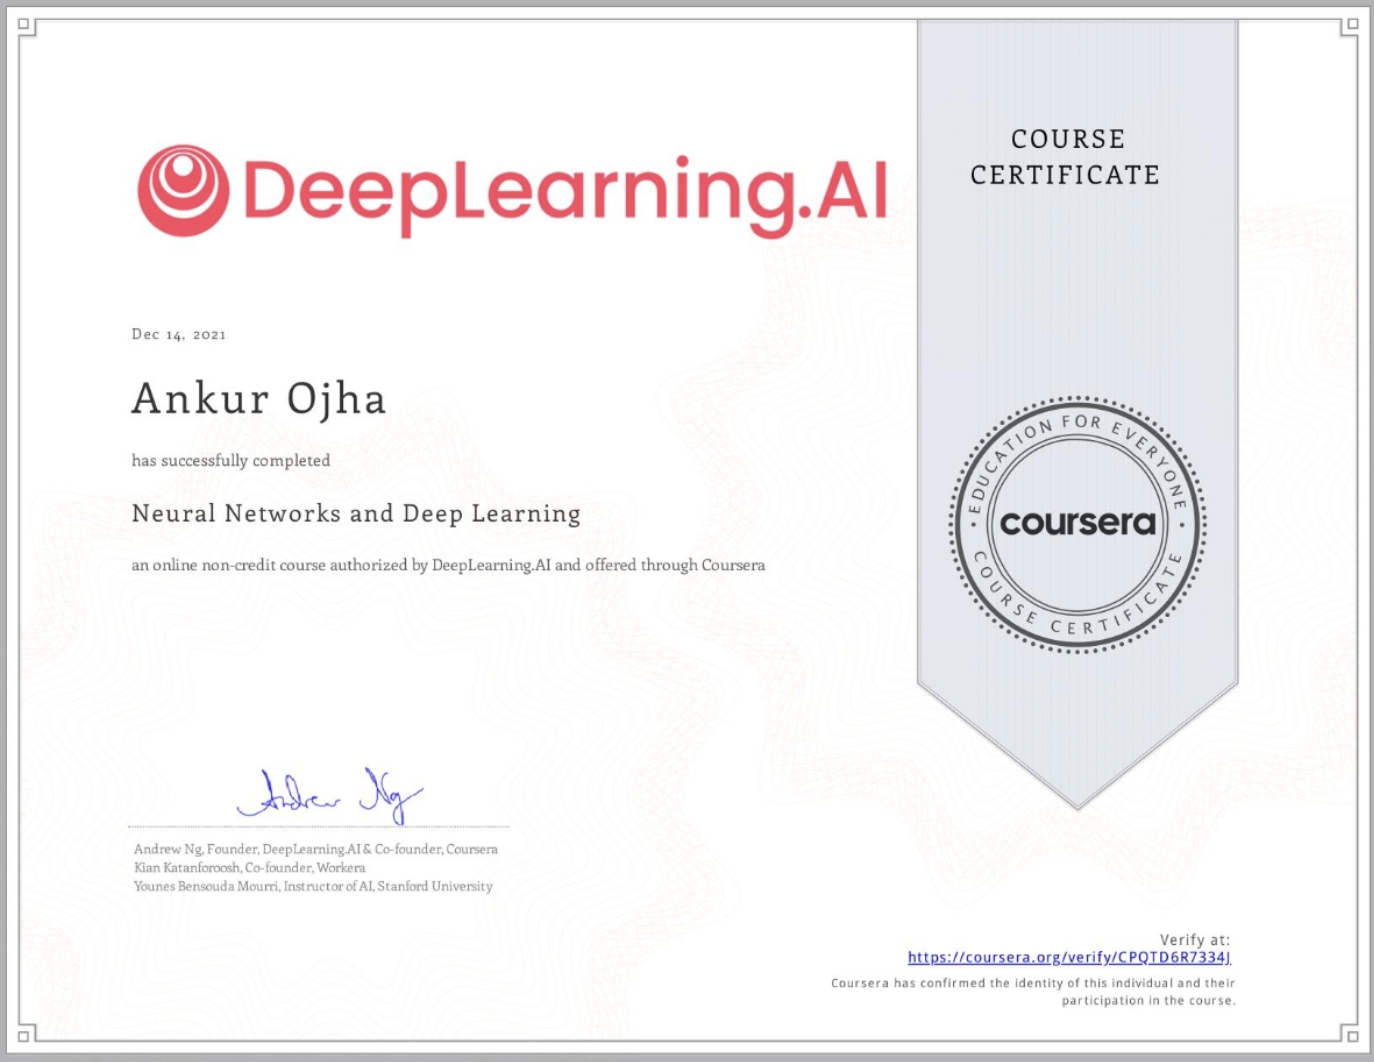 DeepLearning.AI
COURSE
CERTIFICATE
Dec 14, 2021
Ankur Ojha
has successfully completed
Neural Networks and Deep Learning
an online non-credit course authorized by DeepLearning.AI and offered through Coursera
EDUCATION FOR EVERYONE
coursera
COURSE CERTIFICATE
Andrew Ng
Andrew Ng, Founder, DeepLearning.AI & Co-founder, Coursera
Kian Katanforoosh, Co-founder, Workera
Younes Bensouda Mourri, Instructor of AI, Stanford University
Verify at:
https://coursera.org/verify/CPQTD6R7334J
Coursera has confirmed the identity of this individual and their
participation in the course.